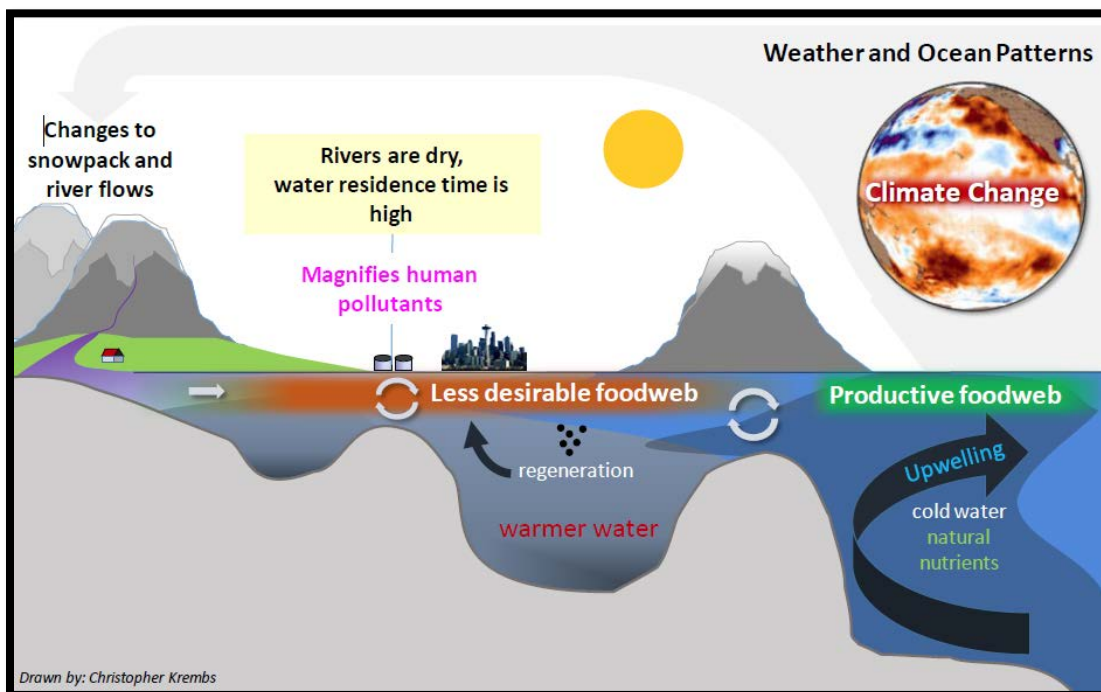 Weather and Ocean Patterns
Climate Change
Changes to
snowpack and
river flows
Rivers are dry,
water residence time is
high
Magnifies human
pollutants
Less desirable foodweb
Productive foodweb
regeneration
warmer water
Upwelling
cold water
natural
nutrients
Drawn by: Christopher Krembs